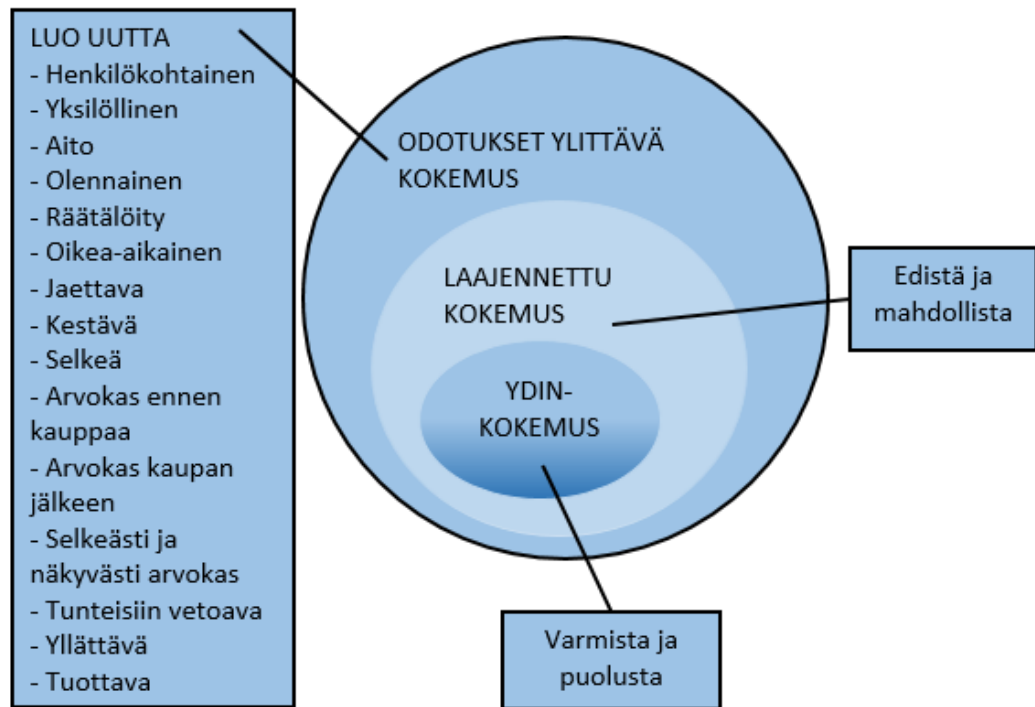 LUO UUTTA
- Henkilökohtainen
- Yksilöllinen
- Aito
- Olennainen
- Räätälöity
- Oikea-aikainen
- Jaettava
- Kestävä
- Selkeä
- Arvokas ennen
kauppaa
- Arvokas kaupan
jälkeen
- Selkeästi ja
näkyvästi arvokas
- Tunteisiin vetoava
- Yllättävä
- Tuottava
ODOTUKSET YLITTÄVÄ
KOKEMUS
LAAJENNETTU
KOKEMUS
YDIN-
KOKEMUS
Edistä ja
mahdollista
Varmista ja
puolusta